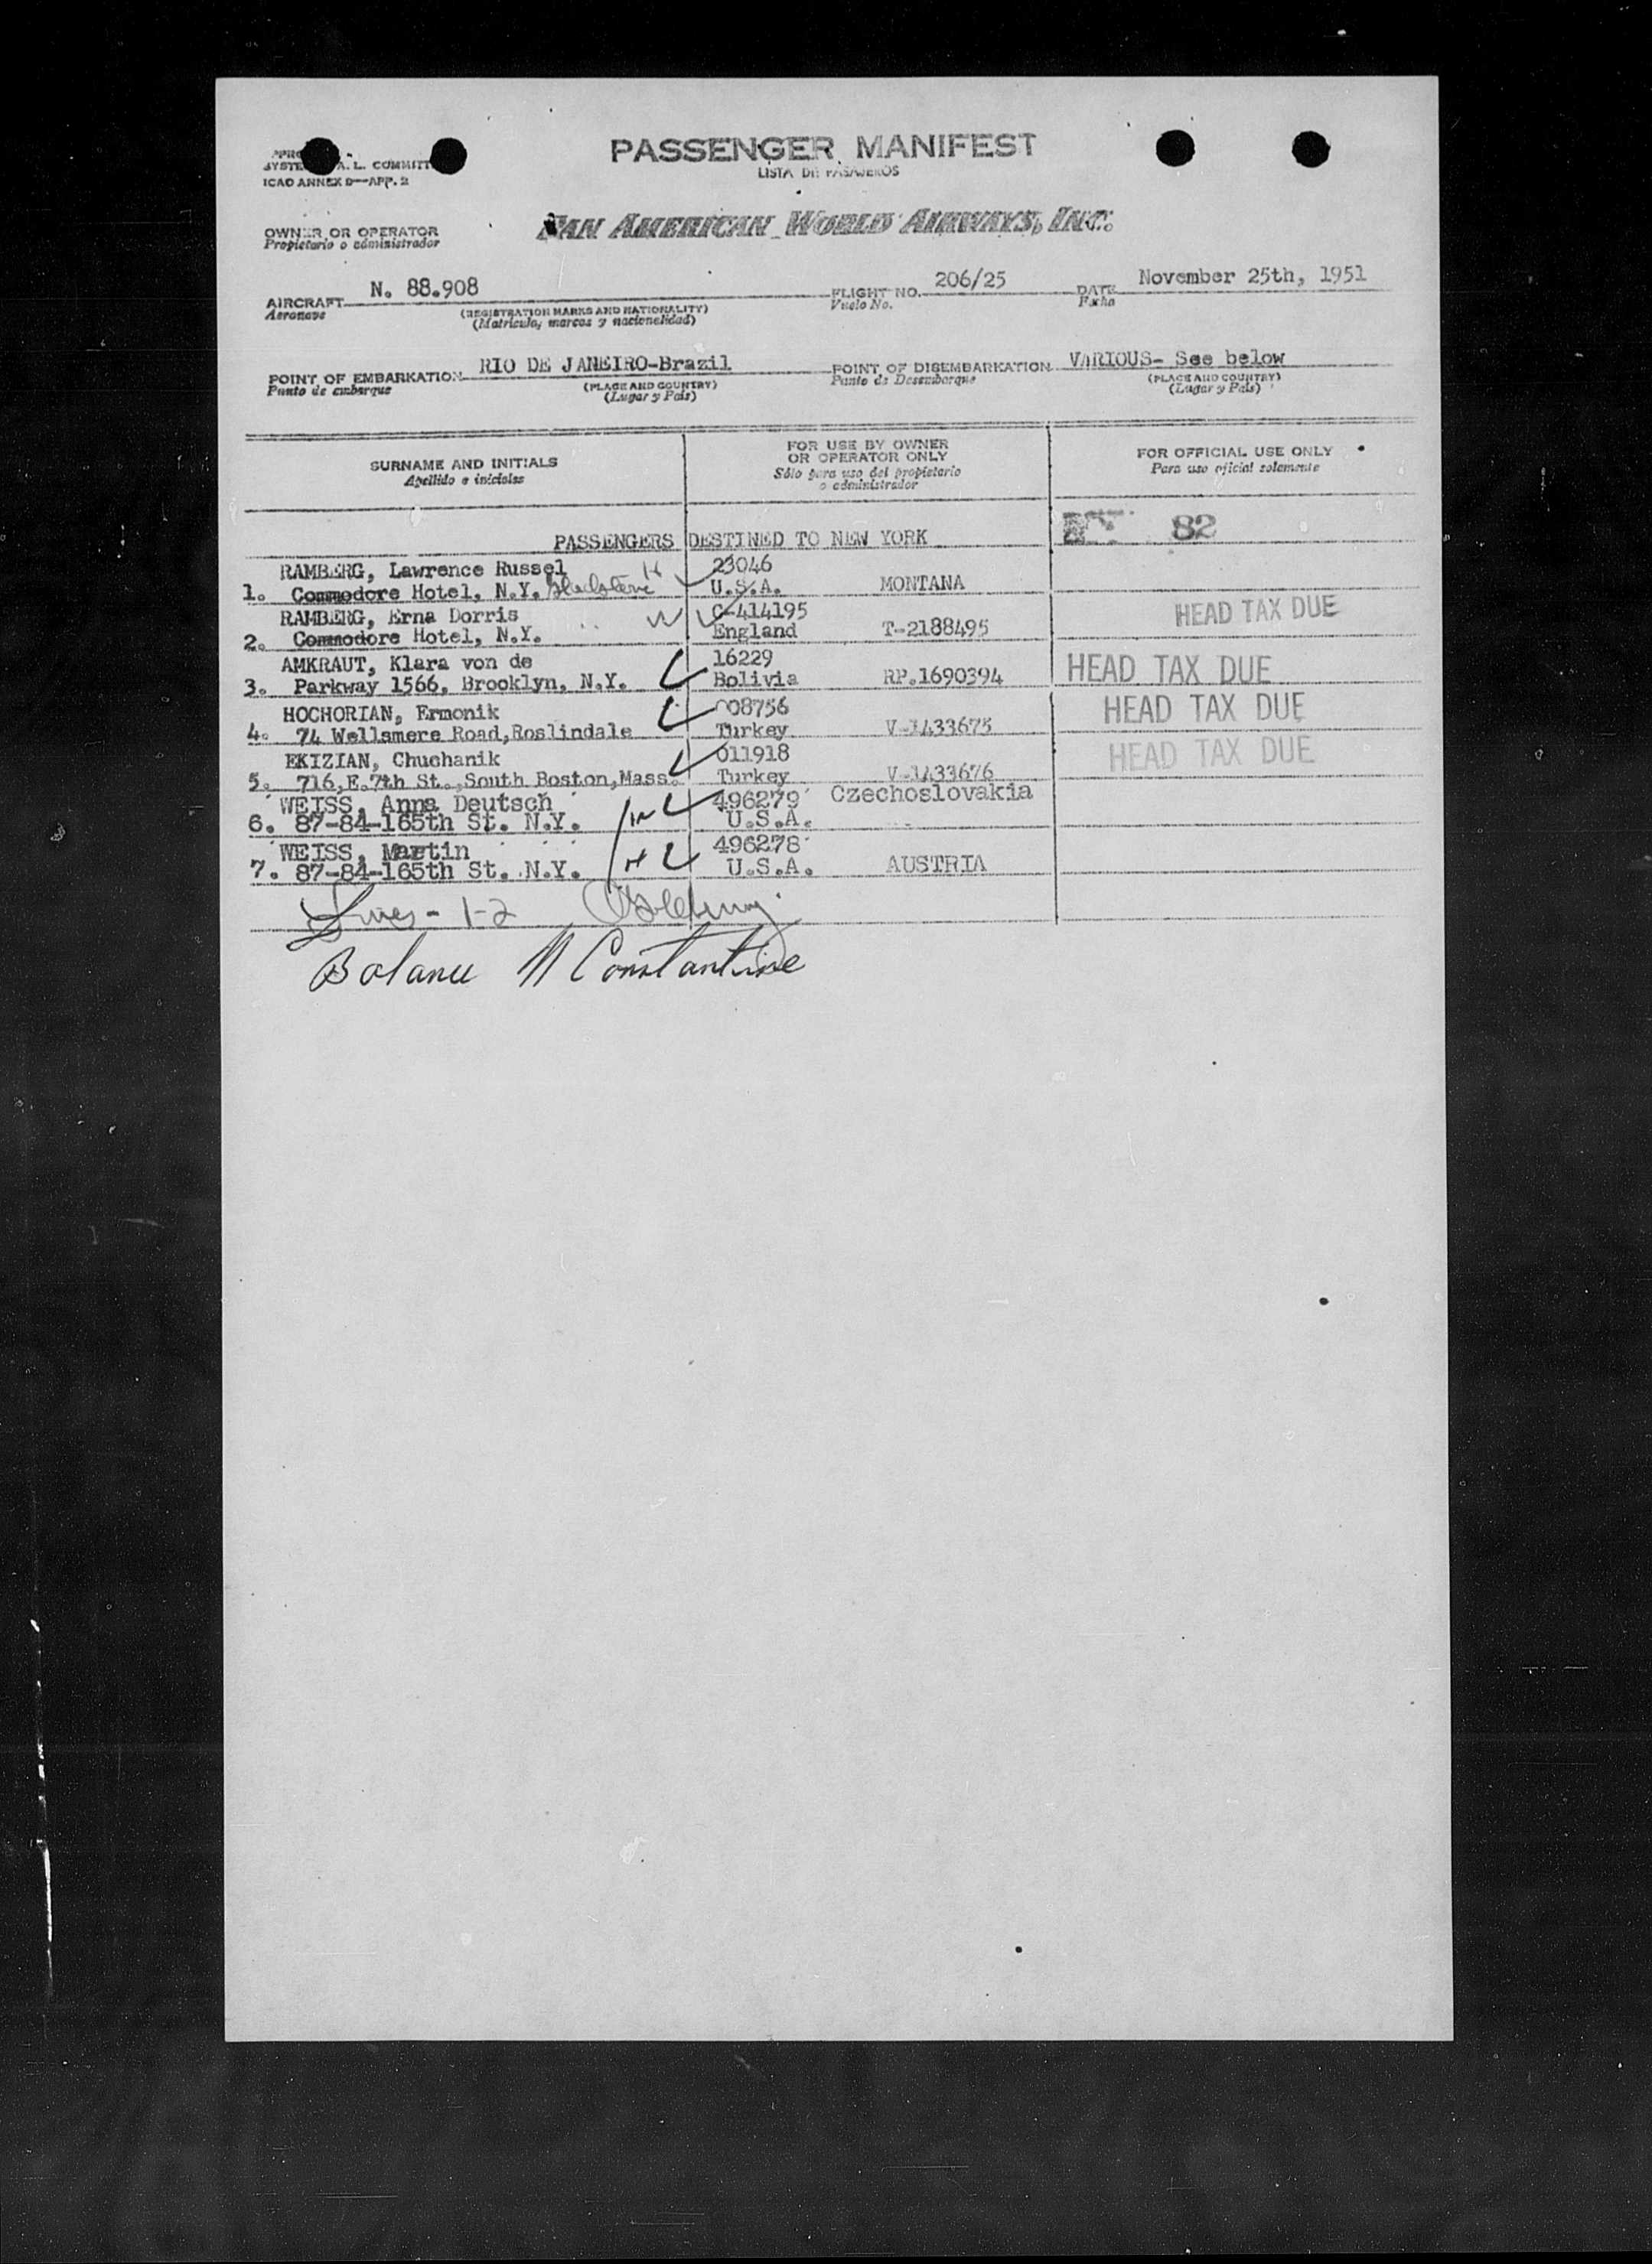 PASSENGER MANIFEST
LISTA DE PASAJEROS
SYSTE A. L. COMMITT
ICAO ANNEX 9—APP. 2
OWNER OR OPERATOR
Propietario o administrador
PAN AMERICAN WORLD AIRWAYS, INC.
AIRCRAFT N. 88.908 FLIGHT NO. 206/25 DATE November 25th, 1951
Aeronave (REGISTRATION MARKS AND NATIONALITY) Vuelo No. Fecha
(Matricula, marcas y nacionalidad)
POINT OF EMBARKATION RIO DE JANEIRO-Brazil POINT OF DISEMBARKATION VARIOUS- See below
Punto de embarque (PLACE AND COUNTRY) Punto de Desembarque (PLACE AND COUNTRY)
(Lugar y País) (Lugar y País)
SURNAME AND INITIALS
Apellido e iniciales
FOR USE BY OWNER
OR OPERATOR ONLY
Sólo para uso del propietario
o administrador
FOR OFFICIAL USE ONLY
Para uso oficial solamente
PASSENGERS DESTINED TO NEW YORK 82
RAMBERG, Lawrence Russel 23046
1. Commodore Hotel, N.Y. Gladstone U.S.A. MONTANA
RAMBERG, Erna Dorris C-414195 HEAD TAX DUE
2. Commodore Hotel, N.Y. England T-2188495
AMKRAUT, Klara von de 16229
3. Parkway 1566, Brooklyn, N.Y. Bolivia RP.1690394 HEAD TAX DUE
HOCHORIAN, Ermonik 008756 HEAD TAX DUE
4. 74 Wellsmere Road,Roslindale Turkey V-1433675
EKIZIAN, Chuchanik 011918 HEAD TAX DUE
5. 716,E.7th St.,South Boston,Mass. Turkey V-1433676
WEISS, Anna Deutsch 496279 Czechoslovakia
6. 87-84-165th St. N.Y. U.S.A.
WEISS, Martin 496278
7. 87-84-165th St. N.Y. U.S.A. AUSTRIA
Lines - 1-2
Balance M Constantine